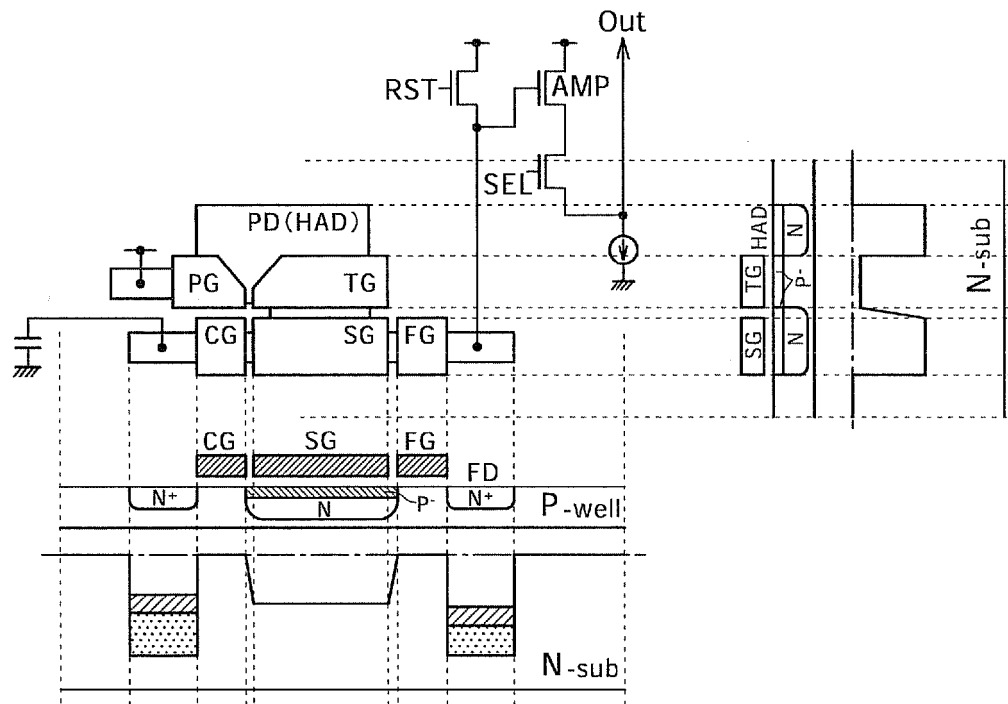 Out
RST
AMP
SEL
PD(HAD)
PG
TG
CG
SG
FG
HAD
N
TG
P-
SG
N
N-sub
CG
SG
FG
FD
N+
N
P-
N+
P-well
N-sub